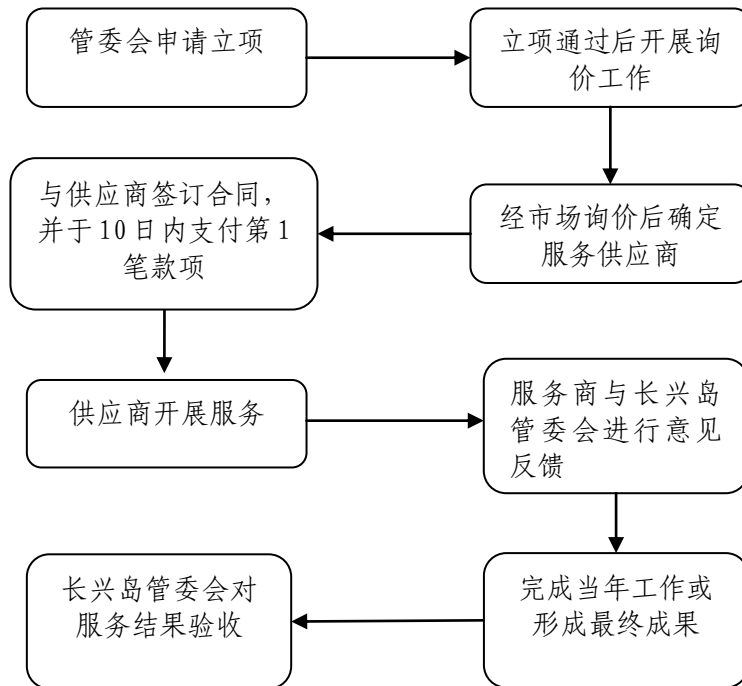 管委会申请立项
立项通过后开展询
价工作
经市场询价后确定
服务供应商
与供应商签订合同，
并于10日内支付第1
笔款项
供应商开展服务
服务商与长兴岛
管委会进行意见
反馈
完成当年工作或
形成最终成果
长兴岛管委会对
服务结果验收